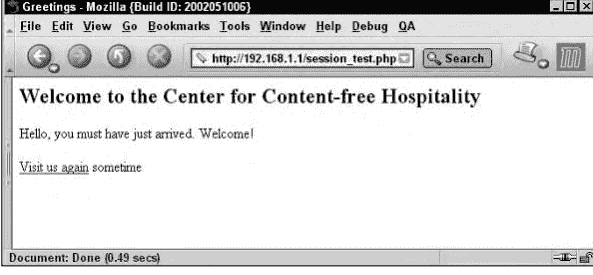 Greetings - Mozilla {Build ID: 2002051006}
File Edit View Go Bookmarks Tools Window Help Debug QA
http://192.168.1.1/session_test.php Search
Welcome to the Center for Content-free Hospitality
Hello, you must have just arrived. Welcome!
Visit us again sometime
Document: Done (0.49 secs)